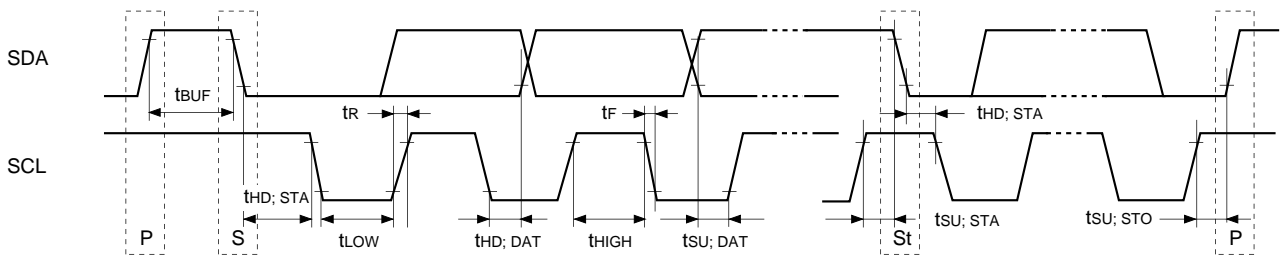 SDA
tBUF
tR
tF
tHD; STA
SCL
tHD; STA
tLOW
tHD; DAT
tHIGH
tSU; DAT
tSU; STA
tSU; STO
P
S
St
P